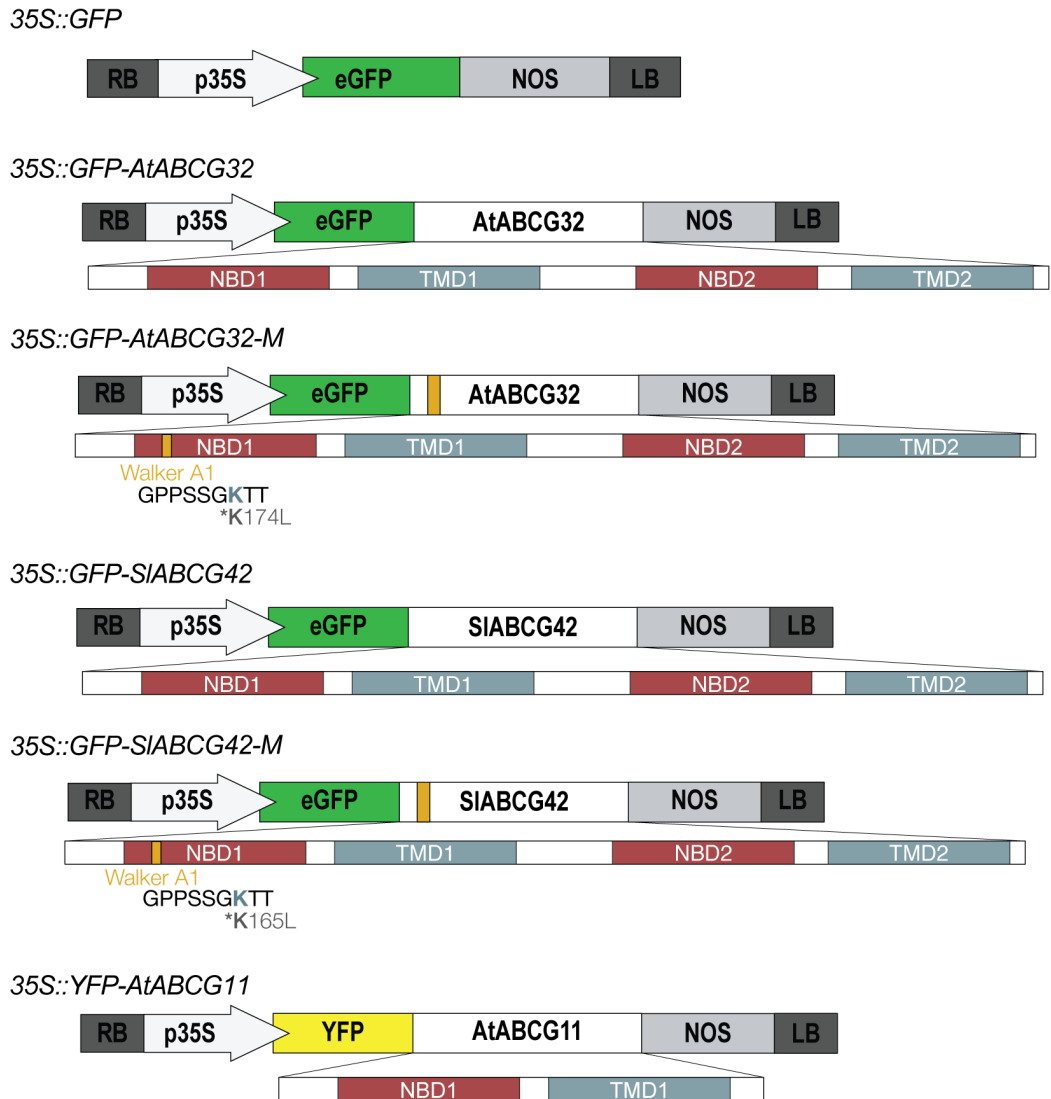 35S::GFP
RB p35S eGFP NOS LB
35S::GFP-AtABCG32
RB p35S eGFP AtABCG32 NOS LB
NBD1 TMD1 NBD2 TMD2
35S::GFP-AtABCG32-M
RB p35S eGFP AtABCG32 NOS LB
NBD1 TMD1 NBD2 TMD2
Walker A1
GPPSSGKTT
*K174L
35S::GFP-SlABCG42
RB p35S eGFP SlABCG42 NOS LB
NBD1 TMD1 NBD2 TMD2
35S::GFP-SlABCG42-M
RB p35S eGFP SlABCG42 NOS LB
NBD1 TMD1 NBD2 TMD2
Walker A1
GPPSSGKTT
*K165L
35S::YFP-AtABCG11
RB p35S YFP AtABCG11 NOS LB
NBD1 TMD1